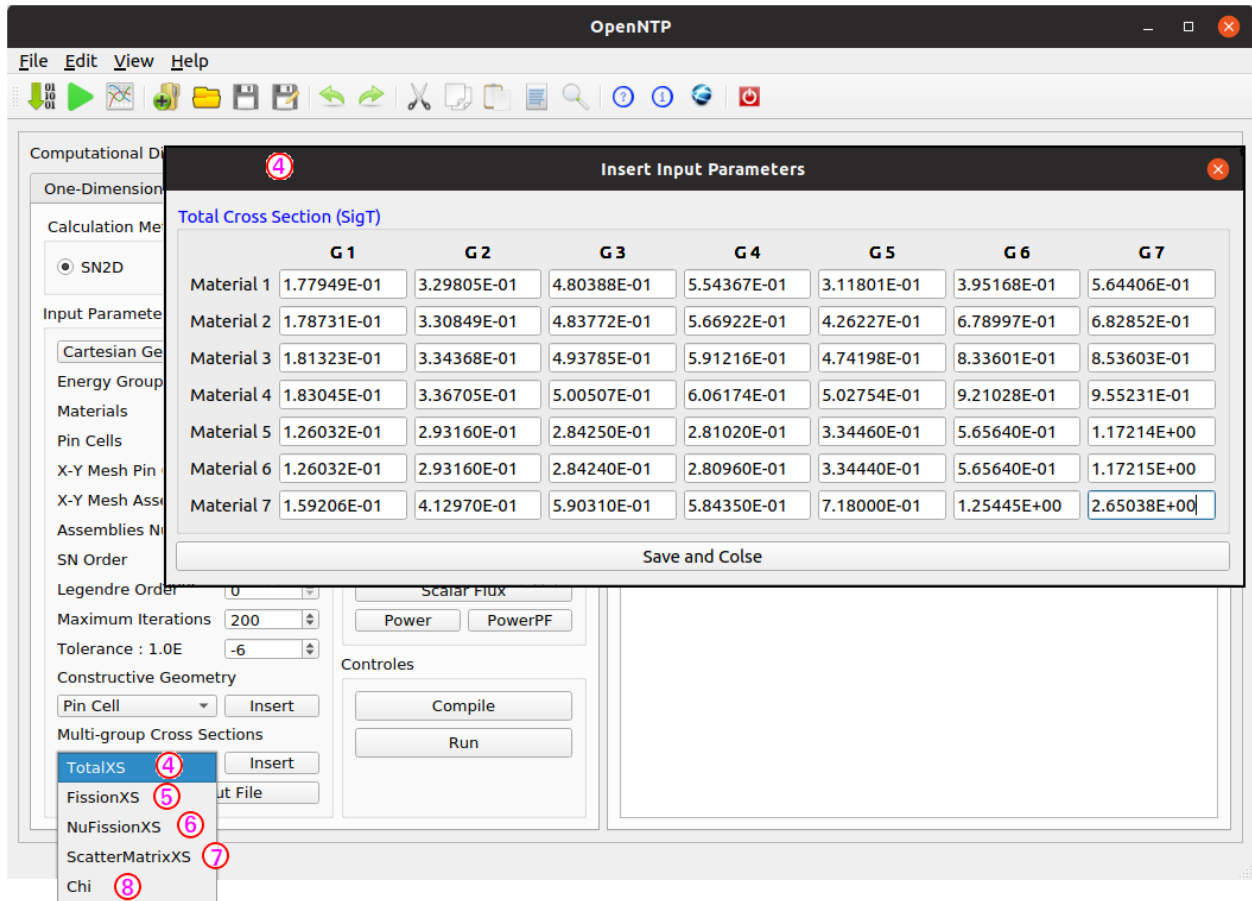 OpenNTP
File Edit View Help
Computational Di
④ Insert Input Parameters
One-Dimension
Total Cross Section (SigT)
Calculation Me
G 1 G 2 G 3 G 4 G 5 G 6 G 7
SN2D
Material 1 1.77949E-01 3.29805E-01 4.80388E-01 5.54367E-01 3.11801E-01 3.95168E-01 5.64406E-01
Input Paramete
Material 2 1.78731E-01 3.30849E-01 4.83772E-01 5.66922E-01 4.26227E-01 6.78997E-01 6.82852E-01
Cartesian Ge
Material 3 1.81323E-01 3.34368E-01 4.93785E-01 5.91216E-01 4.74198E-01 8.33601E-01 8.53603E-01
Energy Group
Material 4 1.83045E-01 3.36705E-01 5.00507E-01 6.06174E-01 5.02754E-01 9.21028E-01 9.55231E-01
Materials
Material 5 1.26032E-01 2.93160E-01 2.84250E-01 2.81020E-01 3.34460E-01 5.65640E-01 1.17214E+00
Pin Cells
Material 6 1.26032E-01 2.93160E-01 2.84240E-01 2.80960E-01 3.34440E-01 5.65640E-01 1.17215E+00
X-Y Mesh Pin
X-Y Mesh Asse
Material 7 1.59206E-01 4.12970E-01 5.90310E-01 5.84350E-01 7.18000E-01 1.25445E+00 2.65038E+00
Assemblies Nu
SN Order
Save and Colse
Legendre Order 0 Scalar Flux
Maximum Iterations 200 Power PowerPF
Tolerance : 1.0E -6
Controles
Constructive Geometry
Pin Cell Insert Compile
Multi-group Cross Sections
Run
TotalXS ④ Insert
FissionXS ⑤ ut File
NuFissionXS ⑥
ScatterMatrixXS ⑦
Chi ⑧